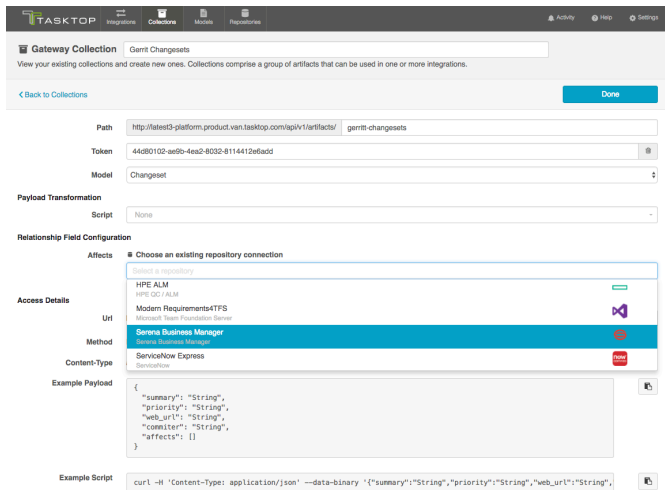 TASKTOP
Integrations
Collections
Models
Repositories
Activity
Help
Settings
Gateway Collection
Gerrit Changesets
View your existing collections and create new ones. Collections comprise a group of artifacts that can be used in one or more integrations.
Back to Collections
Done
Path
http://latest3-platform.product.van.tasktop.com/api/v1/artifacts/
gerritt-changesets
Token
44d80102-ae9b-4ea2-8032-8114412e6add
Model
Changeset
Payload Transformation
Script
None
Relationship Field Configuration
Affects
Choose an existing repository connection
Select a repository
HPE ALM
HPE QC / ALM
Modern Requirements4TFS
Microsoft Team Foundation Server
Serena Business Manager
Serena Business Manager
ServiceNow Express
ServiceNow
now
Access Details
Url
Method
Content-Type
Example Payload
{
"summary": "String",
"priority": "String",
"web_url": "String",
"commiter": "String",
"affects": []
}
Example Script
curl -H 'Content-Type: application/json' --data-binary '{"summary":"String","priority":"String","web_url":"String",